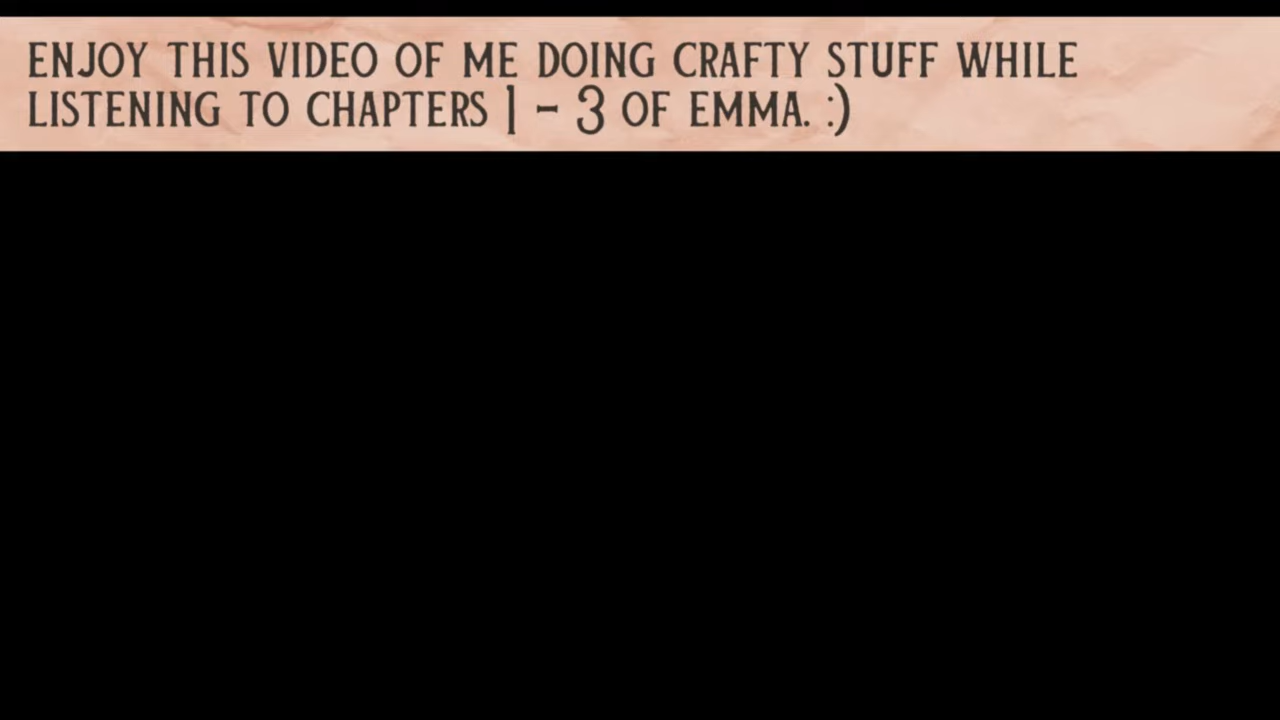 ENJOY THIS VIDEO OF ME DOING CRAFTY STUFF WHILE
LISTENING TO CHAPTERS 1 - 3 OF EMMA. :)